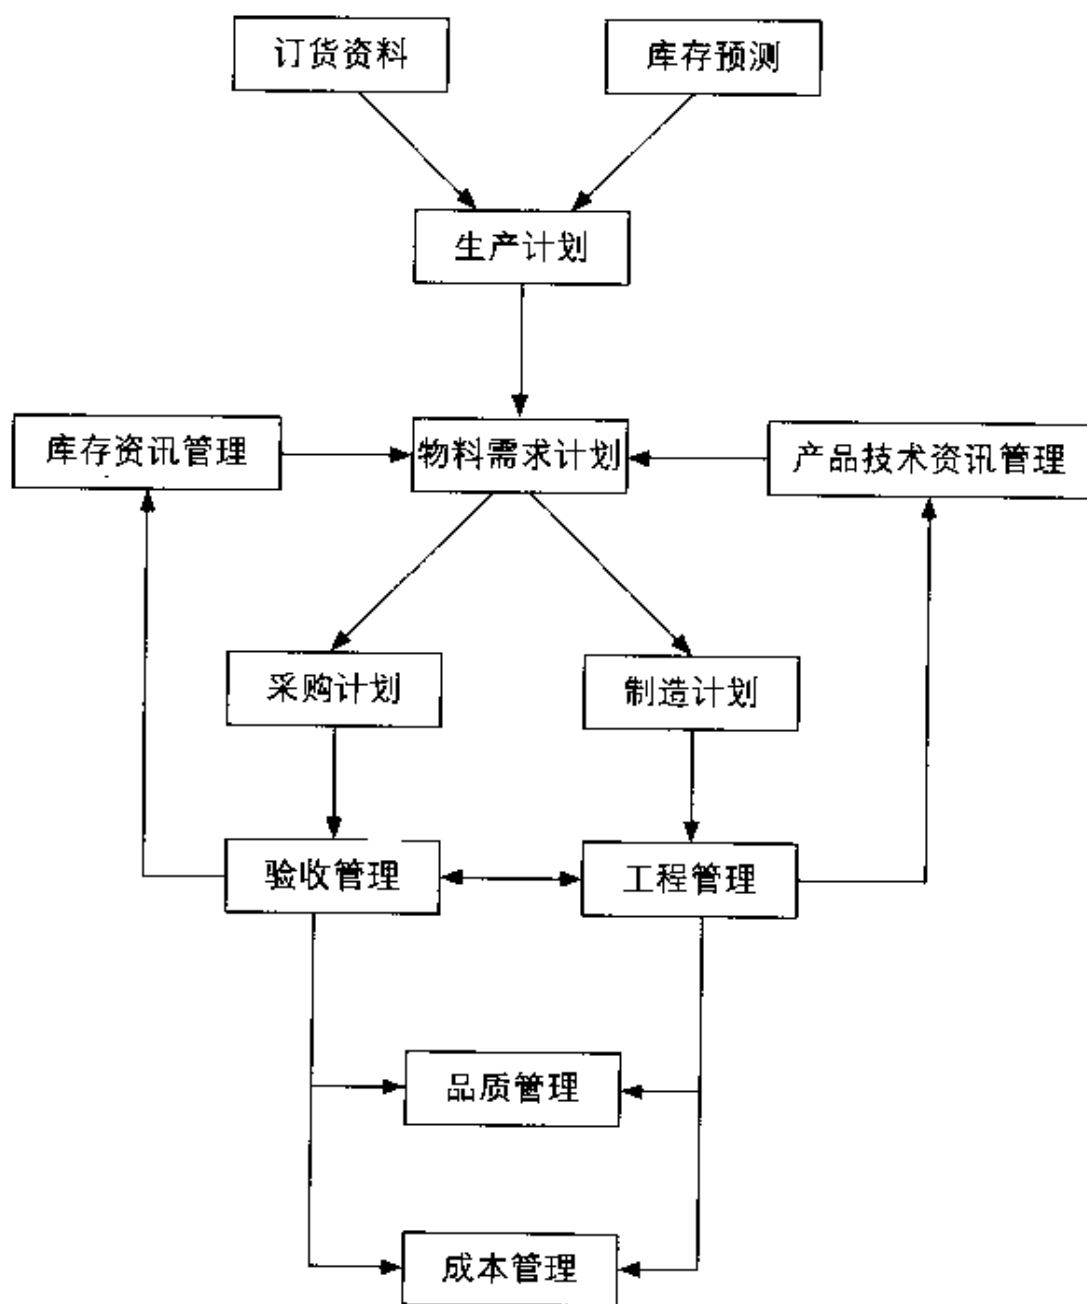 订货资料
库存预测
生产计划
库存资讯管理
物料需求计划
产品技术资讯管理
采购计划
制造计划
验收管理
工程管理
品质管理
成本管理